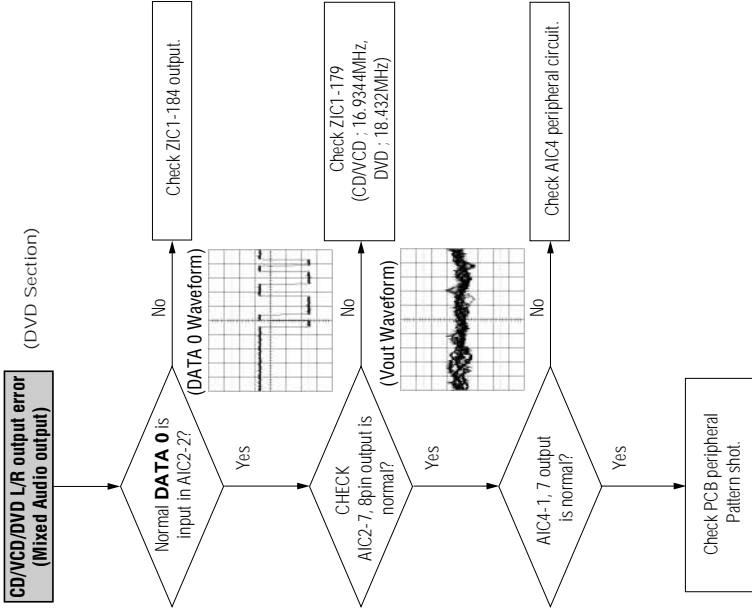 CD/VCD/DVD L/R output error
(Mixed Audio output)
(DVD Section)
Normal DATA 0 is
input in AIC2-2?
No
Check ZIC1-184 output.
(DATA 0 Waveform)
Yes
CHECK
AIC2-7, 8pin output is
normal?
No
Check ZIC1-179
(CD/VCD ; 16.9344MHz,
DVD ; 18.432MHz)
(Vout Waveform)
Yes
AIC4-1, 7 output
is normal?
No
Check AIC4 peripheral circuit.
Yes
Check PCB peripheral
Pattern shot.